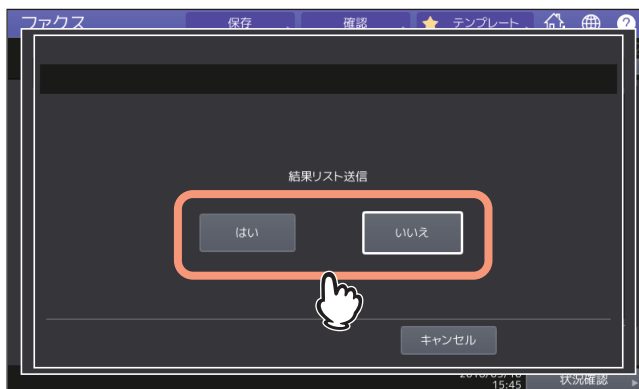 ファクス 保存 確認 テンプレート ?
結果リスト送信
はい いいえ
キャンセル
15:45 状況確認